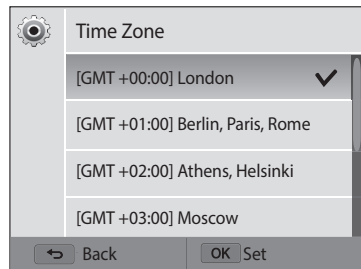 Time Zone
[GMT +00:00] London
[GMT +01:00] Berlin, Paris, Rome
[GMT +02:00] Athens, Helsinki
[GMT +03:00] Moscow
Back OK Set